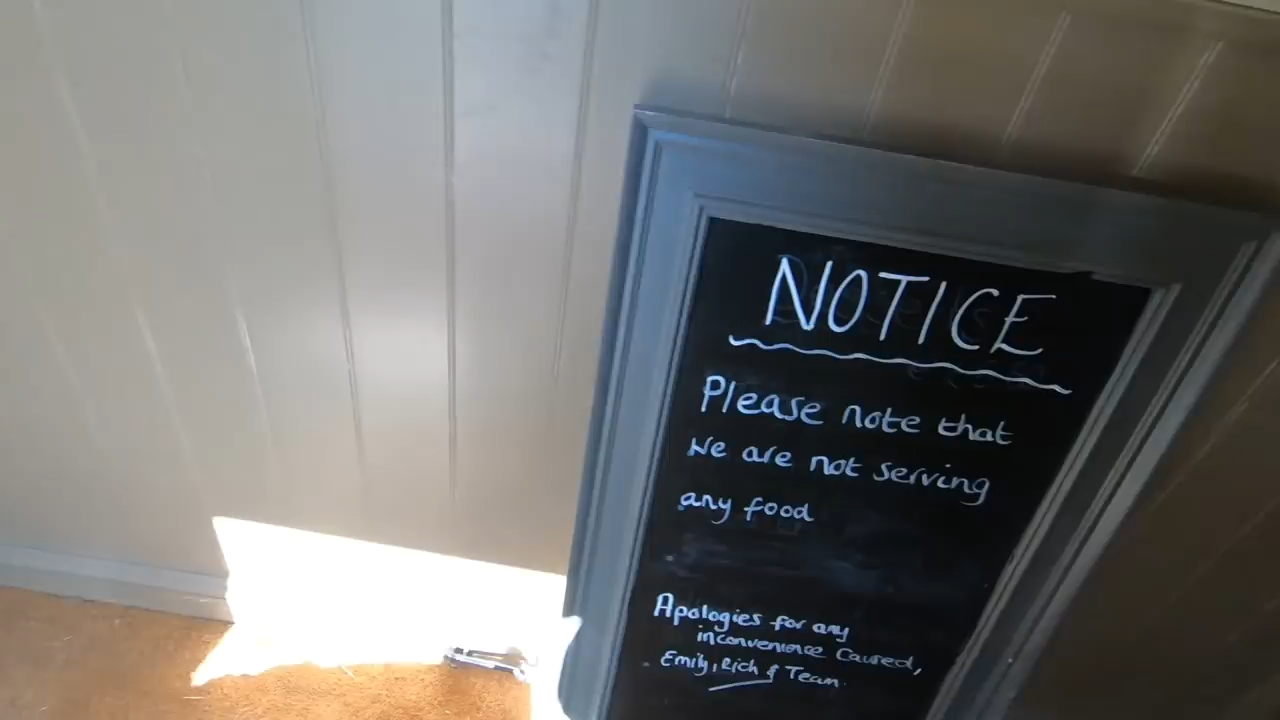 NOTICE
Please note that
We are not serving
any food
Apologies for any
inconvenience caused,
Emily, Rich & Team.